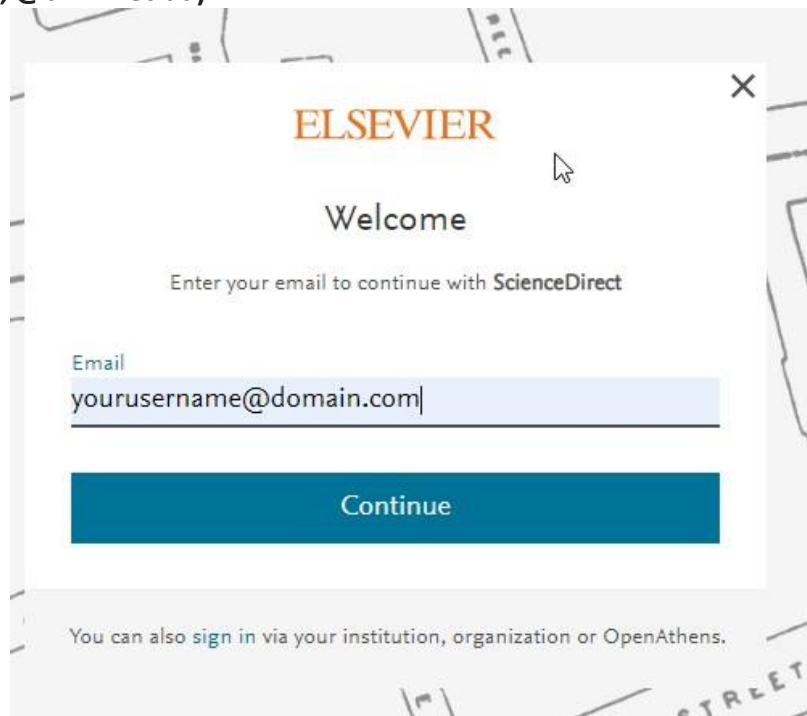 ELSEVIER
Welcome
Enter your email to continue with ScienceDirect
Email
yourusername@domain.com
Continue
You can also sign in via your institution, organization or OpenAthens.
STREET